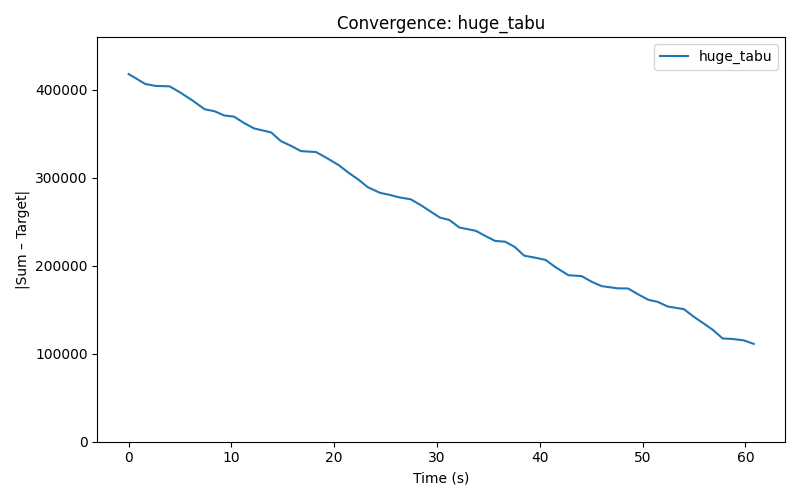 Convergence: huge_tabu
huge_tabu
|Sum – Target|
400000
300000
200000
100000
0
0 10 20 30 40 50 60
Time (s)